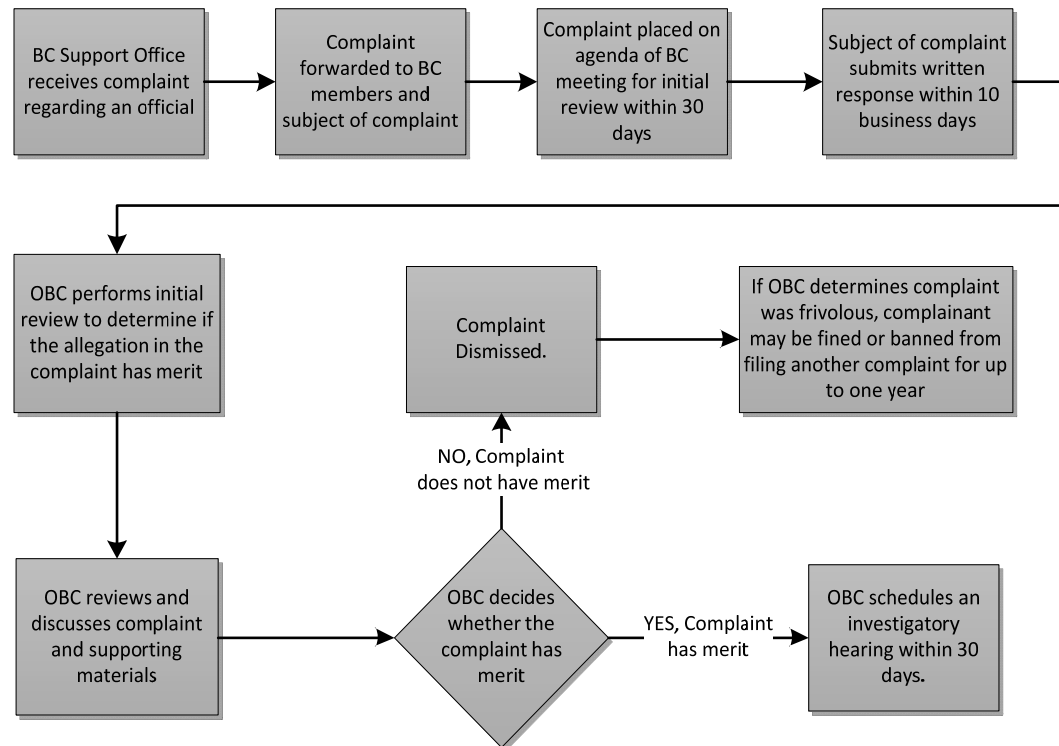 BC Support Office
receives complaint
regarding an official
Complaint
forwarded to BC
members and
subject of complaint
Complaint placed on
agenda of BC
meeting for initial
review within 30
days
Subject of complaint
submits written
response within 10
business days
OBC performs initial
review to determine if
the allegation in the
complaint has merit
Complaint
Dismissed.
If OBC determines complaint
was frivolous, complainant
may be fined or banned from
filing another complaint for up
to one year
NO, Complaint
does not have merit
OBC reviews and
discusses complaint
and supporting
materials
OBC decides
whether the
complaint has
merit
YES, Complaint
has merit
OBC schedules an
investigatory
hearing within 30
days.